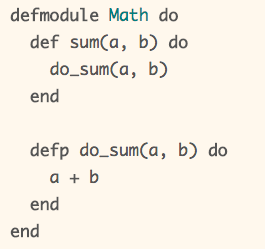 defmodule Math do
  def sum(a, b) do
    do_sum(a, b)
  end

  defp do_sum(a, b) do
    a + b
  end
end